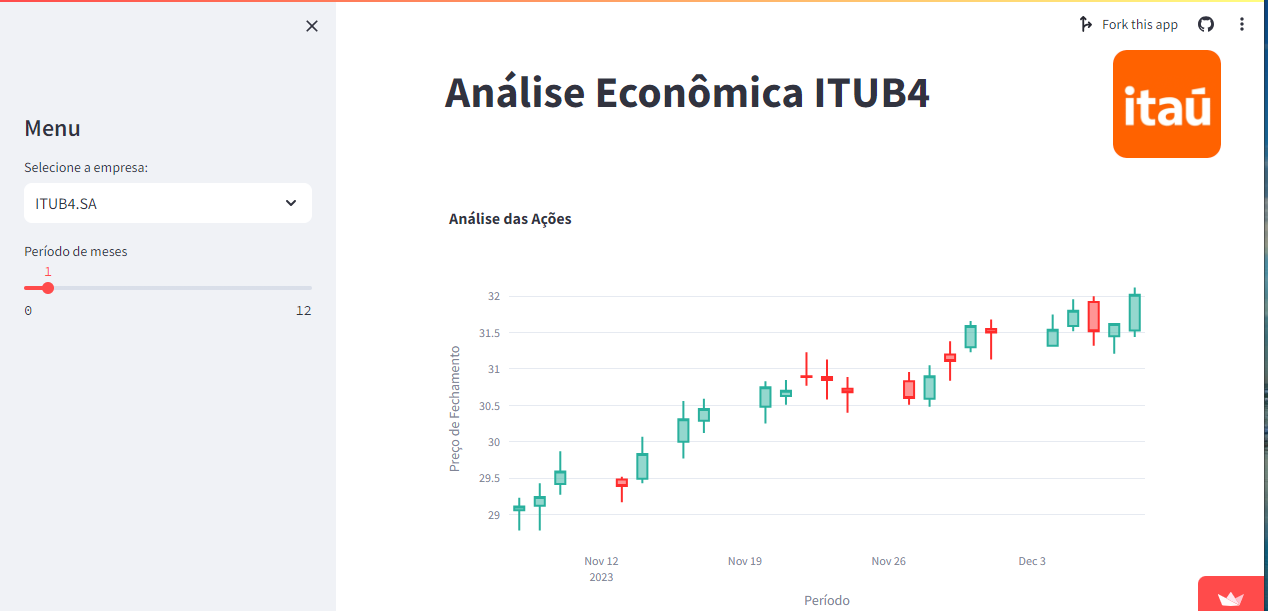 Fork this app
Menu
Selecione a empresa:
ITUB4.SA
Período de meses
1
0
12
Análise Econômica ITUB4
itaú
Análise das Ações
Preço de Fechamento
32
31.5
31
30.5
30
29.5
29
Nov 12
2023
Nov 19
Nov 26
Dec 3
Período